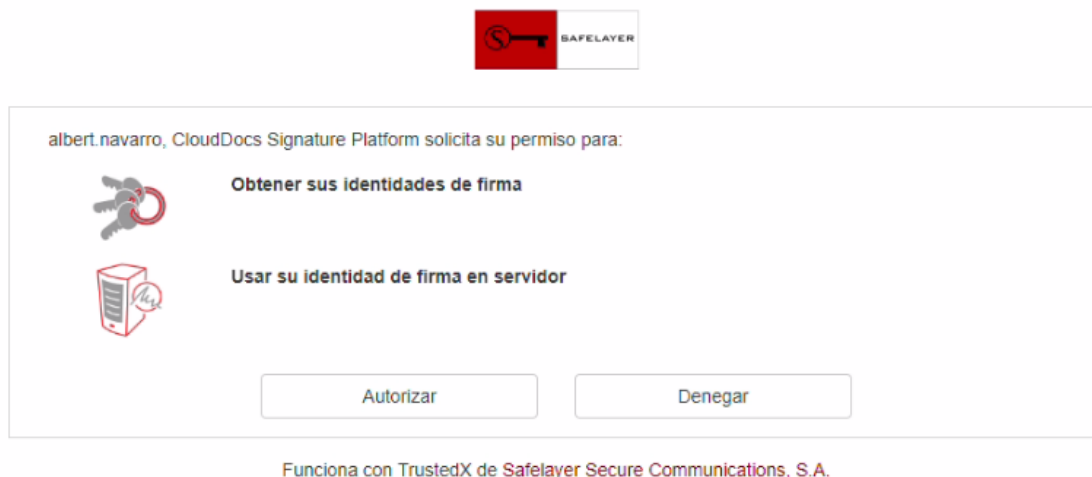 S SAFELAYER
albert.navarro, CloudDocs Signature Platform solicita su permiso para:
Obtener sus identidades de firma
Usar su identidad de firma en servidor
Autorizar Denegar
Funciona con TrustedX de Safelayer Secure Communications, S.A.